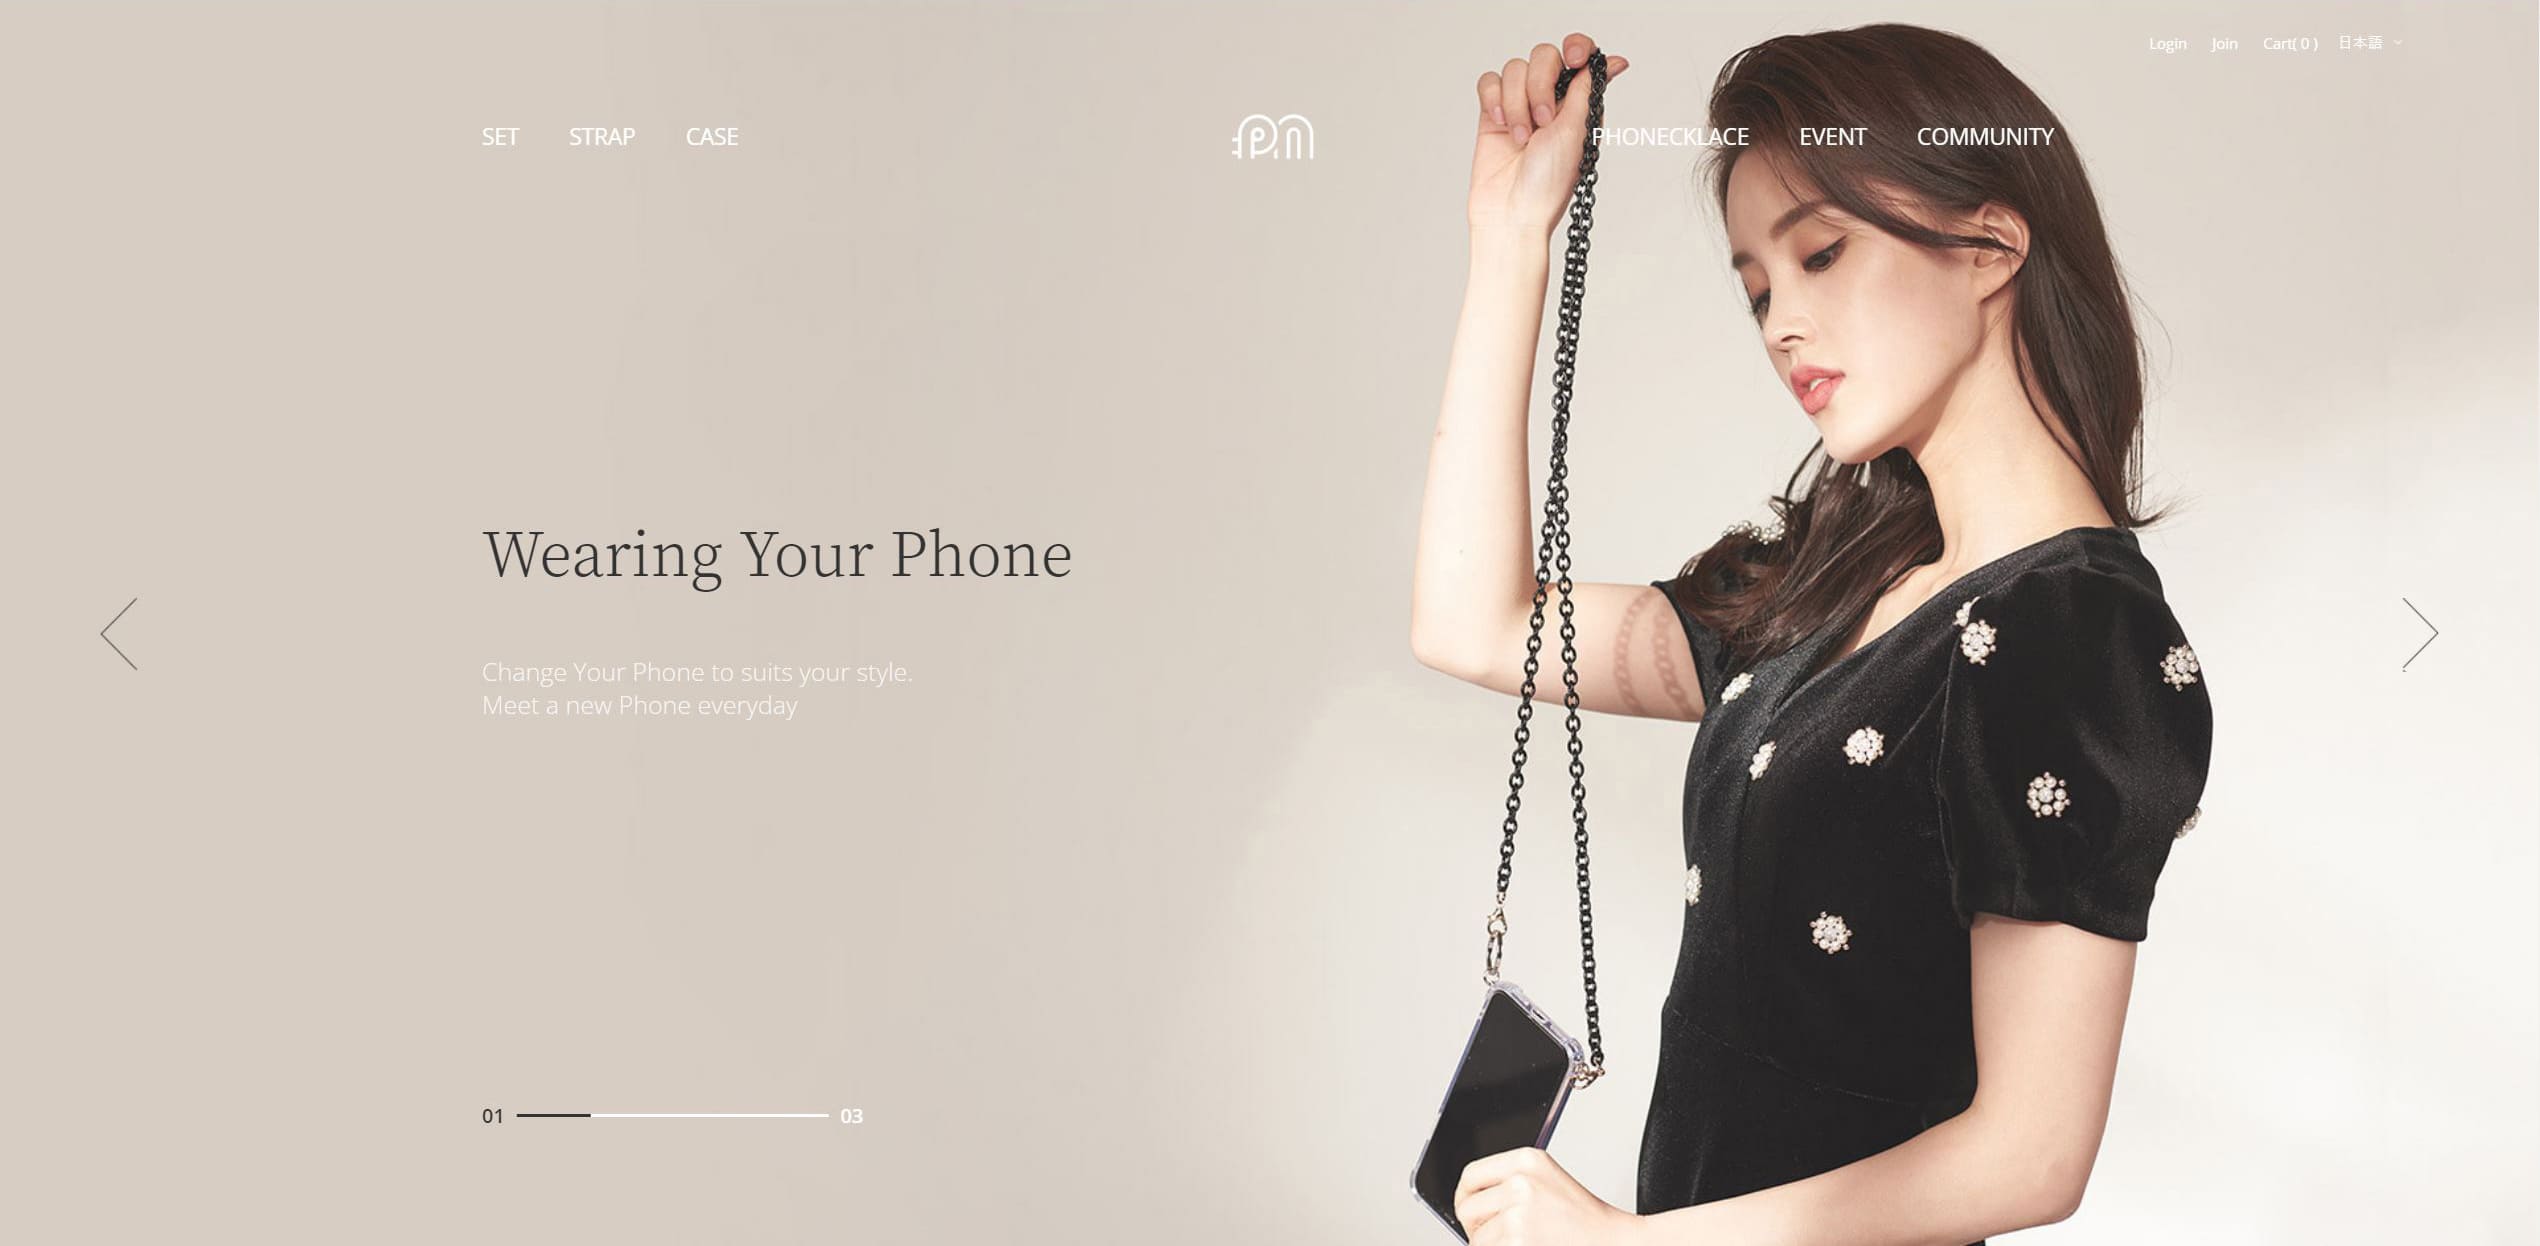 Login Join Cart( 0 ) 日本語
SET STRAP CASE PHONECKLACE EVENT COMMUNITY
Wearing Your Phone
Change Your Phone to suits your style.
Meet a new Phone everyday
01 03